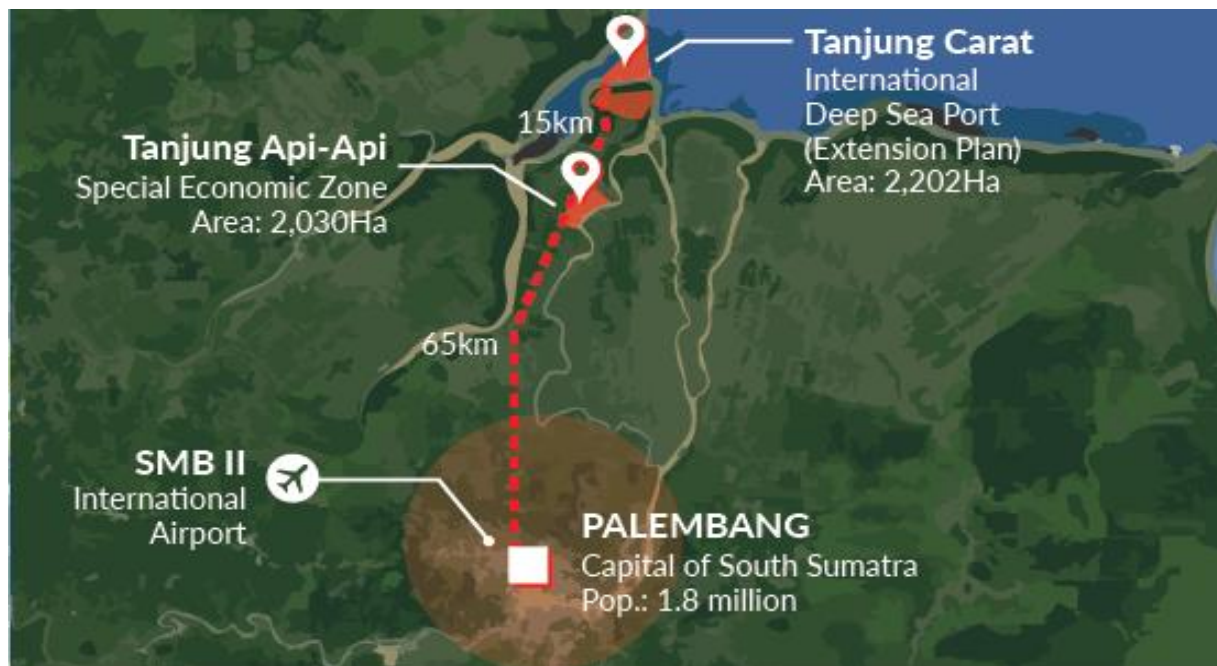 Tanjung Carat
International
Deep Sea Port
(Extension Plan)
Area: 2,202Ha
15km
Tanjung Api-Api
Special Economic Zone
Area: 2,030Ha
65km
SMB II
International
Airport
PALEMBANG
Capital of South Sumatra
Pop.: 1.8 million